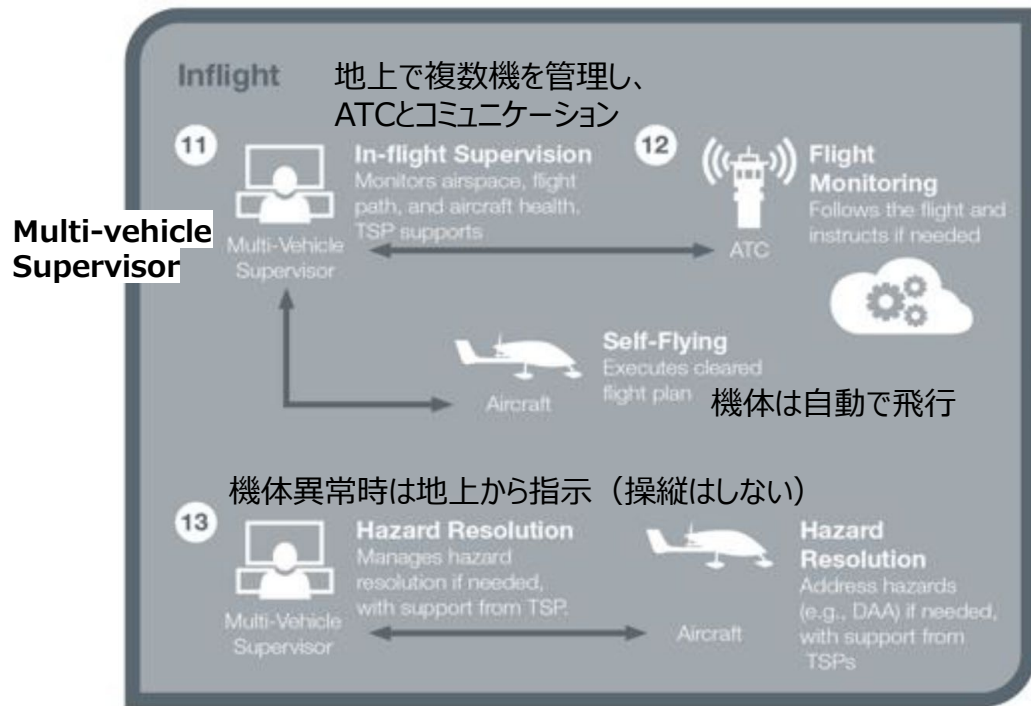 Inflight
地上で複数機を管理し、
ATCとコミュニケーション
11
In-flight Supervision
Monitors airspace, flight
path, and aircraft health.
TSP supports
Multi-Vehicle
Supervisor
Multi-vehicle
Supervisor
12
Flight
Monitoring
Follows the flight and
instructs if needed
ATC
Self-Flying
Executes cleared
flight plan
Aircraft
機体は自動で飛行
機体異常時は地上から指示（操縦はしない）
13
Hazard Resolution
Manages hazard
resolution if needed,
with support from TSP.
Multi-Vehicle
Supervisor
Hazard
Resolution
Address hazards
(e.g., DAA) if needed,
with support from
TSPs
Aircraft